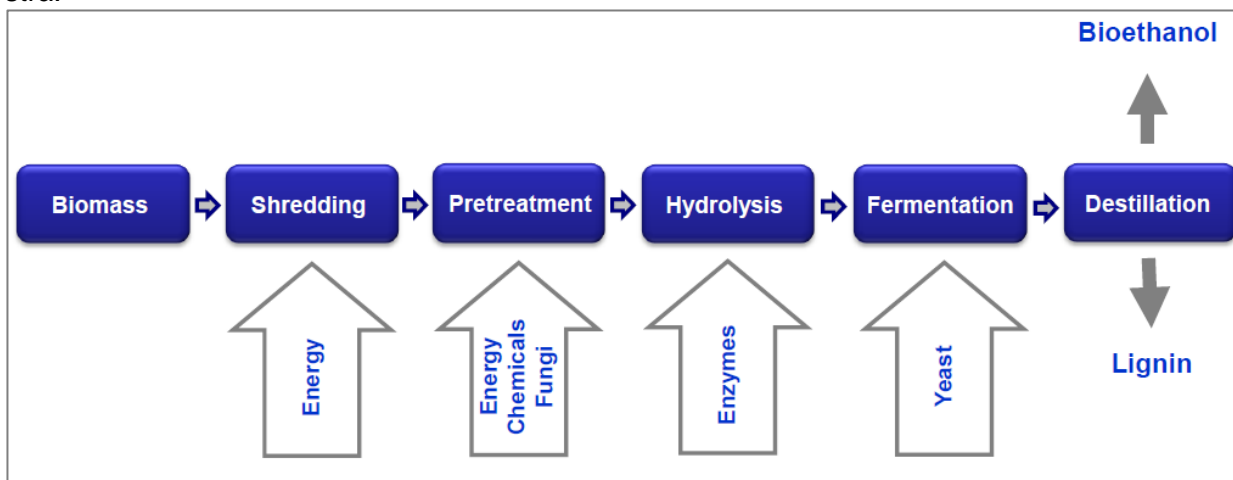 Bioethanol
Biomass
Shredding
Pretreatment
Hydrolysis
Fermentation
Destillation
Energy
Energy
Chemicals
Fungi
Enzymes
Yeast
Lignin